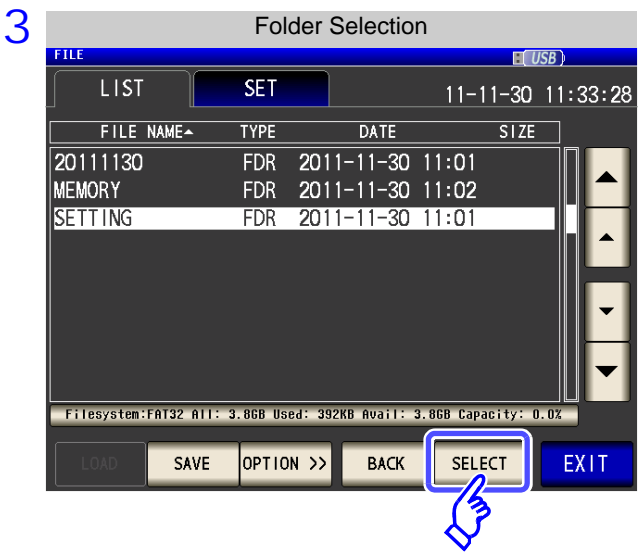 3
Folder Selection
FILE USB
LIST SET 11-11-30 11:33:28
FILE NAME▲ TYPE DATE SIZE
20111130 FDR 2011-11-30 11:01
MEMORY FDR 2011-11-30 11:02
SETTING FDR 2011-11-30 11:01
Filesystem:FAT32 All: 3.8GB Used: 392KB Avail: 3.8GB Capacity: 0.0%
LOAD SAVE OPTION >> BACK SELECT EXIT